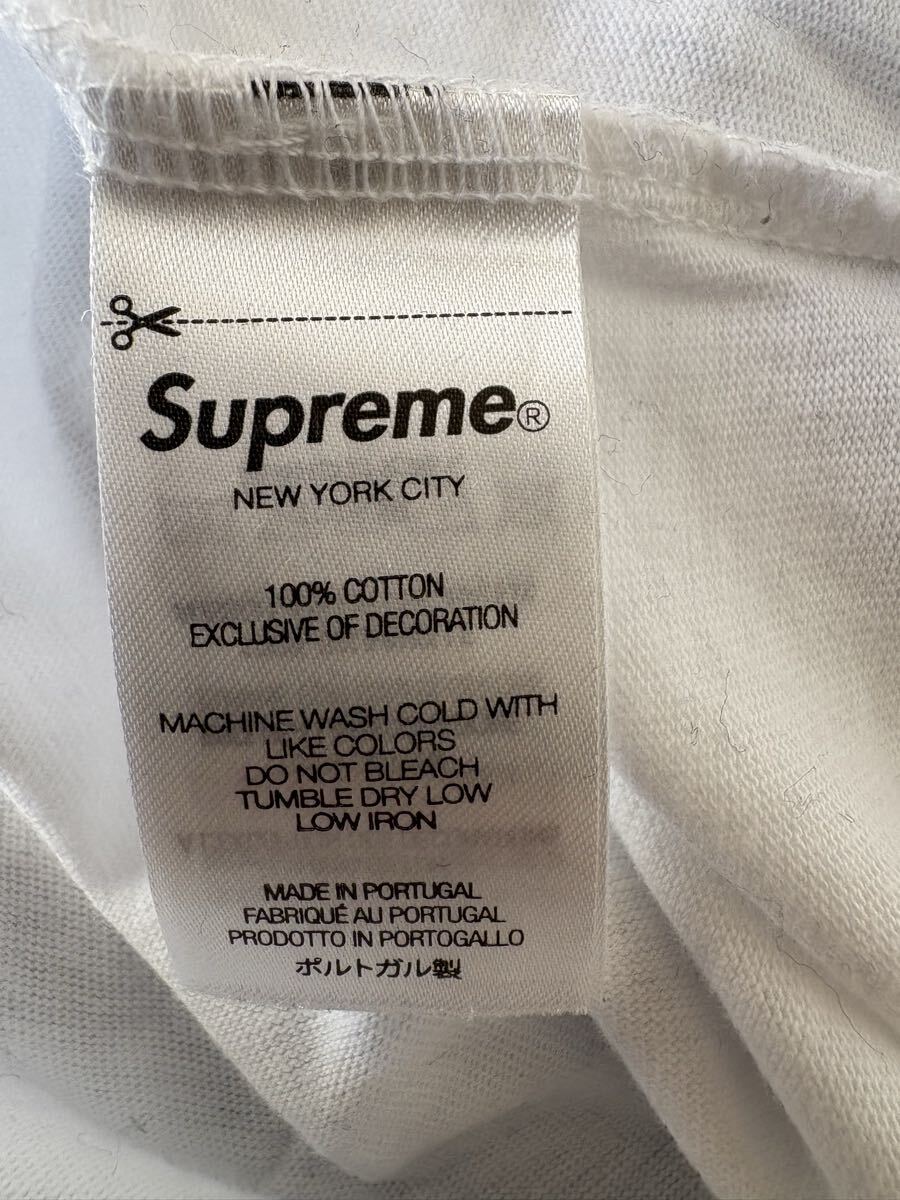 Supreme®
NEW YORK CITY
100% COTTON
EXCLUSIVE OF DECORATION
MACHINE WASH COLD WITH
LIKE COLORS
DO NOT BLEACH
TUMBLE DRY LOW
LOW IRON
MADE IN PORTUGAL
FABRIQUÉ AU PORTUGAL
PRODOTTO IN PORTOGALLO
ポルトガル製